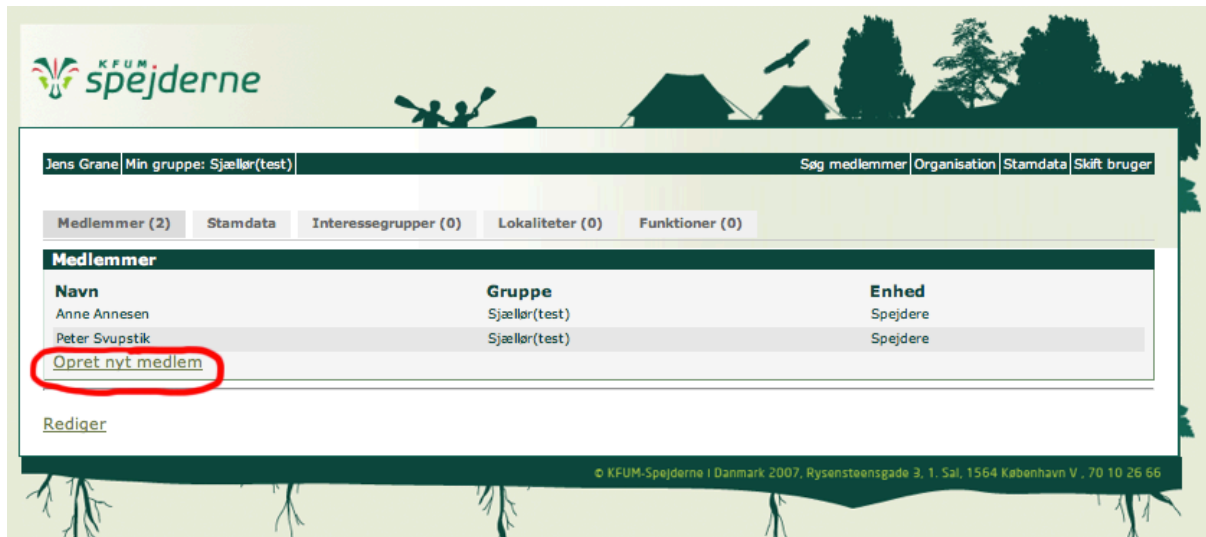 KFUM
spejderne
Jens Grane Min gruppe: Sjællør(test) Søg medlemmer Organisation Stamdata Skift bruger
Medlemmer (2) Stamdata Interessegrupper (0) Lokaliteter (0) Funktioner (0)
Medlemmer
Navn Gruppe Enhed
Anne Annesen Sjællør(test) Spejdere
Peter Svupstik Sjællør(test) Spejdere
Opret nyt medlem
Rediger
© KFUM-Spejderne i Danmark 2007, Rysensteensgade 3, 1. Sal, 1564 København V , 70 10 26 66